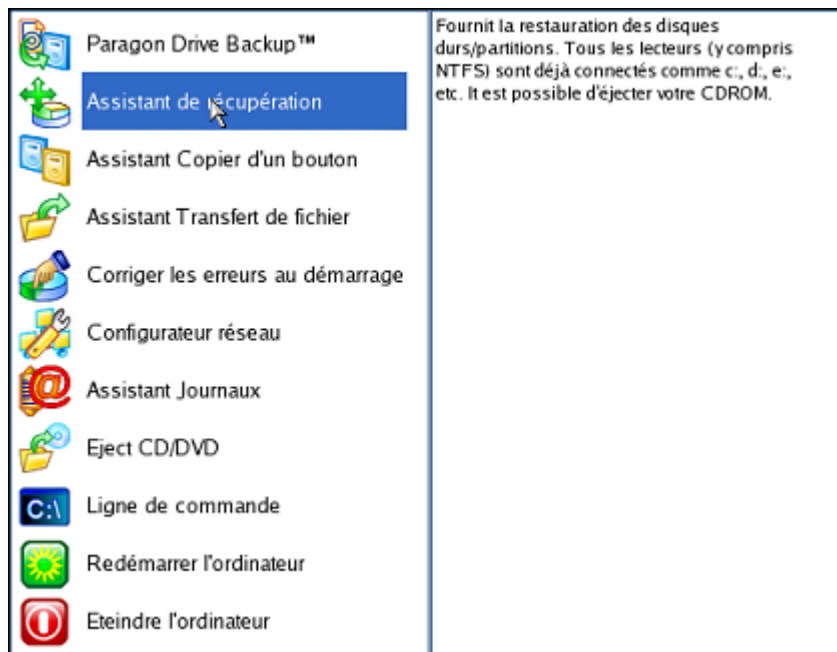 Paragon Drive Backup™
Assistant de récupération
Assistant Copier d'un bouton
Assistant Transfert de fichier
Corriger les erreurs au démarrage
Configurateur réseau
Assistant Journaux
Eject CD/DVD
C:\
Ligne de commande
Redémarrer l'ordinateur
Eteindre l'ordinateur
Fournit la restauration des disques
durs/partitions. Tous les lecteurs (y compris
NTFS) sont déjà connectés comme c:, d:, e:,
etc. It est possible d'éjecter votre CDROM.